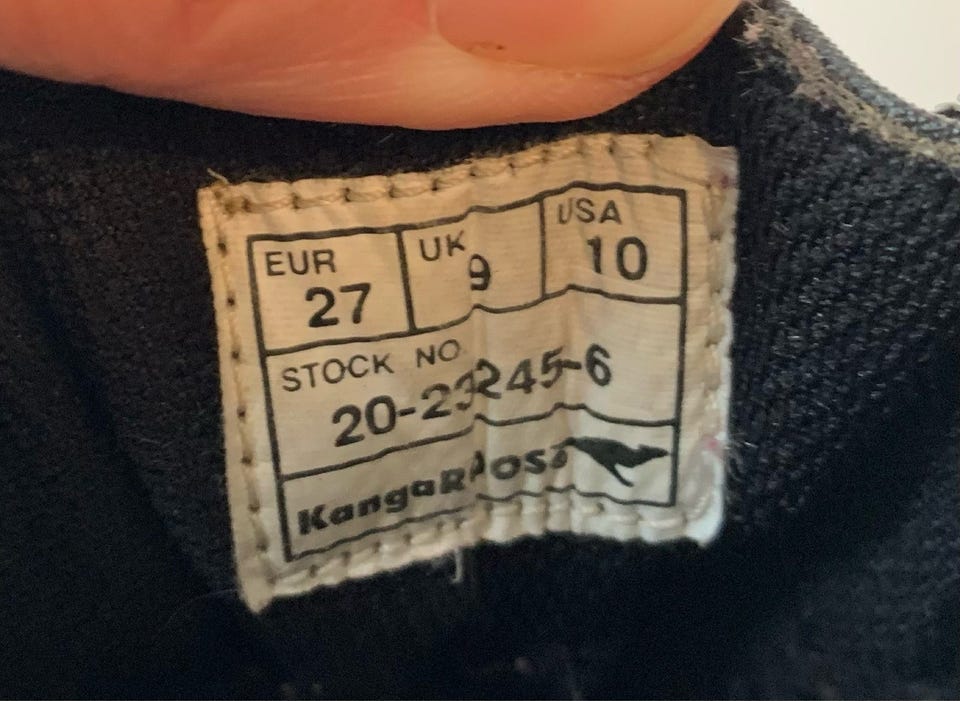 EUR UK USA
27 9 10
STOCK NO
20-23245-6
KangaROOS